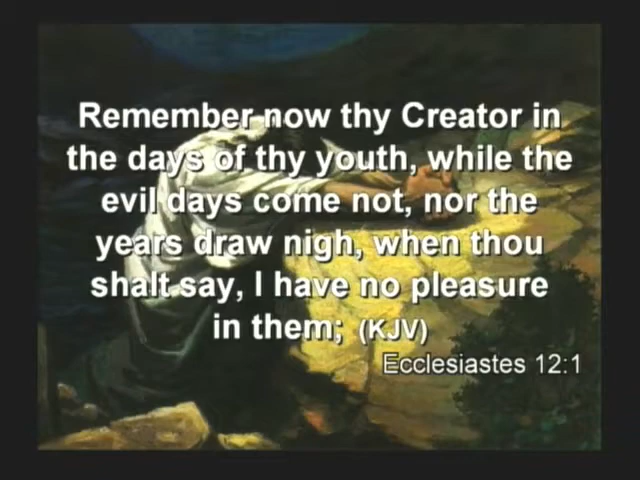 Remember now thy Creator in
the days of thy youth, while the
evil days come not, nor the
years draw nigh, when thou
shalt say, I have no pleasure
in them; (KJV)
Ecclesiastes 12:1